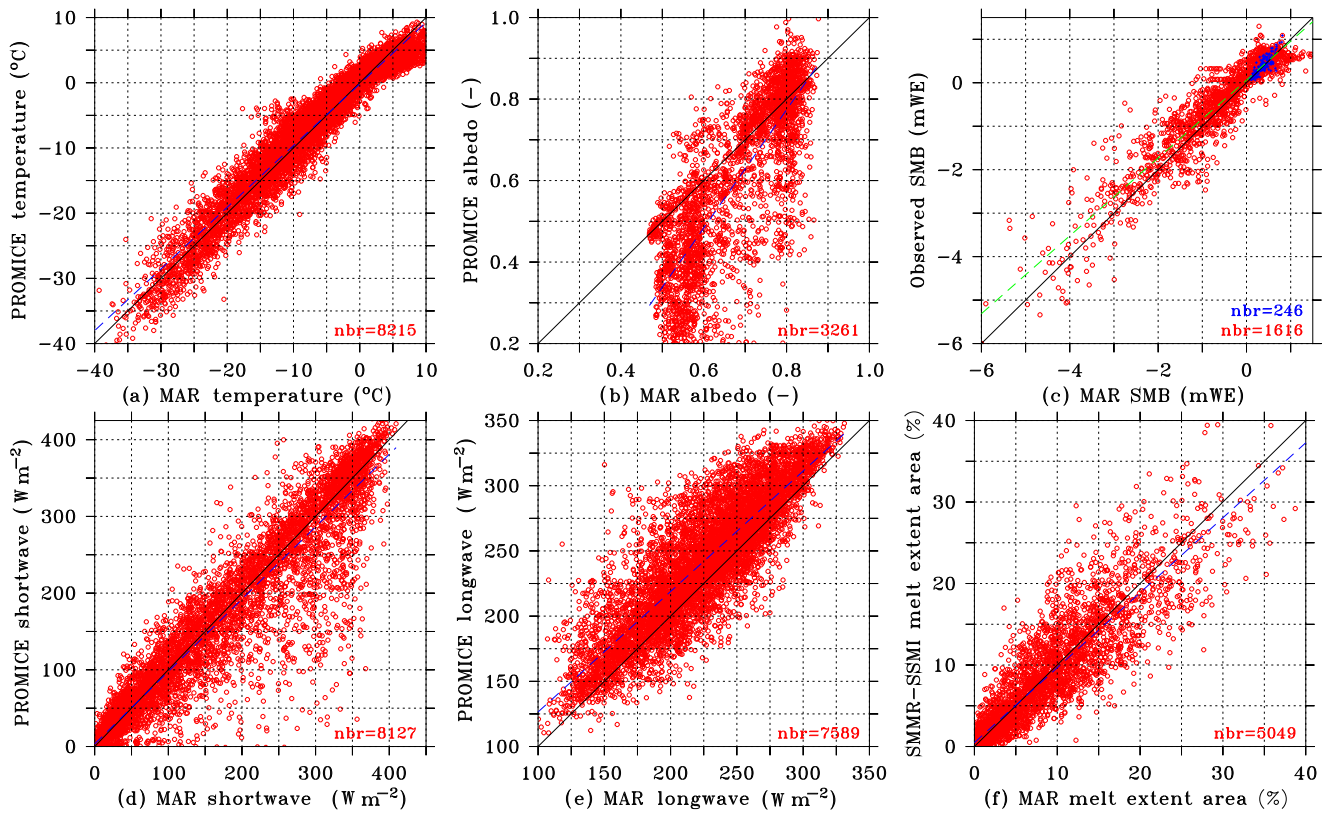 PROMICE temperature (°C)
10
0
−10
−20
−30
−40
nbr=8215
−40 −30 −20 −10 0 10
(a) MAR temperature (°C)
PROMICE albedo (−)
1.0
0.8
0.6
0.4
0.2
nbr=3261
0.2 0.4 0.6 0.8 1.0
(b) MAR albedo (−)
Observed SMB (mWE)
0
−2
−4
−6
nbr=246
nbr=1616
−6 −4 −2 0
(c) MAR SMB (mWE)
PROMICE shortwave (W m−2)
400
300
200
100
0
nbr=8127
0 100 200 300 400
(d) MAR shortwave (W m−2)
PROMICE longwave (W m−2)
350
300
250
200
150
100
nbr=7589
100 150 200 250 300 350
(e) MAR longwave (W m−2)
SMMR−SSMI melt extent area (%)
40
30
20
10
0
nbr=5049
0 10 20 30 40
(f) MAR melt extent area (%)